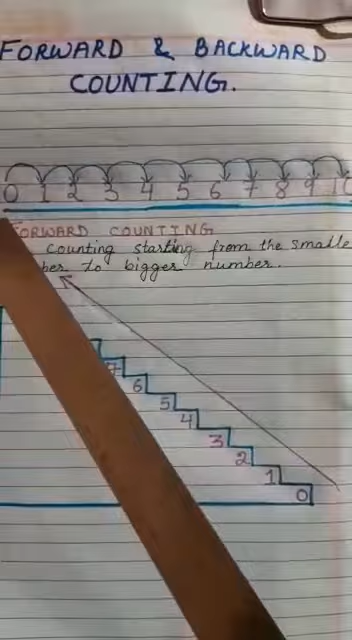 FORWARD & BACKWARD
COUNTING.
0 1 2 3 4 5 6 7 8 9 10
FORWARD COUNTING
counting starting from the smalle
ber to bigger number.
7
6
5
4
3
2
1
0